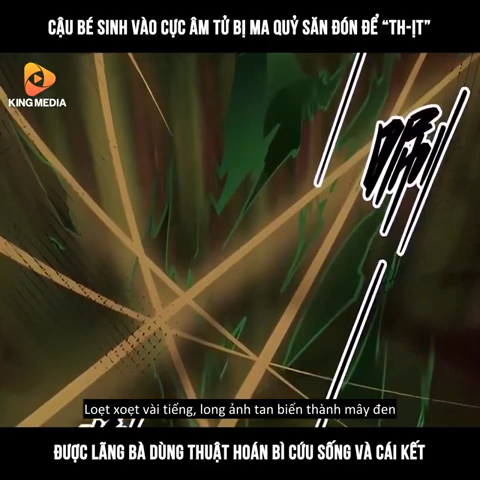 CẬU BÉ SINH VÀO CỰC ÂM TỬ BỊ MA QUỶ SĂN ĐÓN ĐỂ “TH-ỊT”
KING MEDIA
Loẹt xoẹt vài tiếng, long ảnh tan biến thành mây đen
ĐƯỢC LÃNG BÀ DÙNG THUẬT HOÁN BÌ CỨU SỐNG VÀ CÁI KẾT